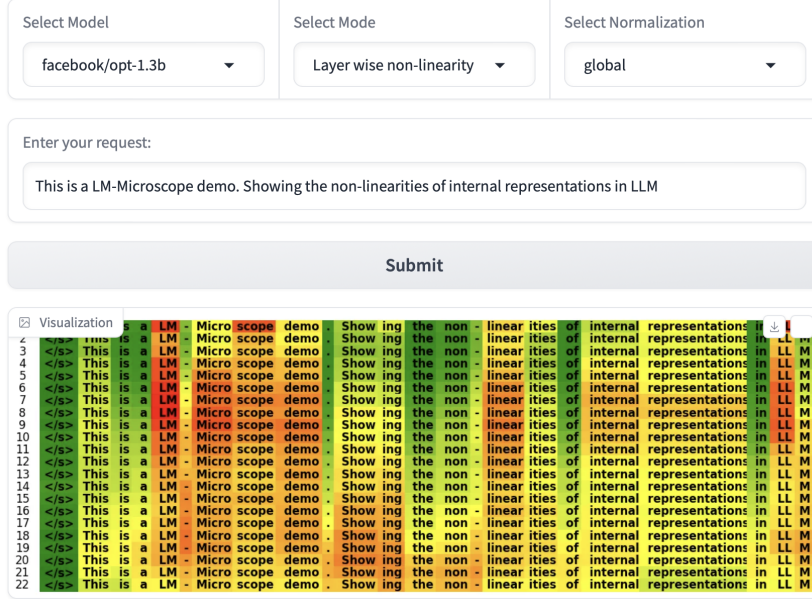 Select Model
Select Mode
Select Normalization
facebook/opt-1.3b
Layer wise non-linearity
global
Enter your request:
This is a LM-Microscope demo. Showing the non-linearities of internal representations in LLM
Submit
Visualization
s a LM - Micro scope demo . Show ing the non - linear ities of internal representations in L
2 </s> This is a LM - Micro scope demo . Show ing the non - linear ities of internal representations in LL M
3 </s> This is a LM - Micro scope demo . Show ing the non - linear ities of internal representations in LL M
4 </s> This is a LM - Micro scope demo . Show ing the non - linear ities of internal representations in LL M
5 </s> This is a LM - Micro scope demo . Show ing the non - linear ities of internal representations in LL M
6 </s> This is a LM - Micro scope demo . Show ing the non - linear ities of internal representations in LL M
7 </s> This is a LM - Micro scope demo . Show ing the non - linear ities of internal representations in LL M
8 </s> This is a LM - Micro scope demo . Show ing the non - linear ities of internal representations in LL M
9 </s> This is a LM - Micro scope demo . Show ing the non - linear ities of internal representations in LL M
10 </s> This is a LM - Micro scope demo . Show ing the non - linear ities of internal representations in LL M
11 </s> This is a LM - Micro scope demo . Show ing the non - linear ities of internal representations in LL M
12 </s> This is a LM - Micro scope demo . Show ing the non - linear ities of internal representations in LL M
13 </s> This is a LM - Micro scope demo . Show ing the non - linear ities of internal representations in LL M
14 </s> This is a LM - Micro scope demo . Show ing the non - linear ities of internal representations in LL M
15 </s> This is a LM - Micro scope demo . Show ing the non - linear ities of internal representations in LL M
16 </s> This is a LM - Micro scope demo . Show ing the non - linear ities of internal representations in LL M
17 </s> This is a LM - Micro scope demo . Show ing the non - linear ities of internal representations in LL M
18 </s> This is a LM - Micro scope demo . Show ing the non - linear ities of internal representations in LL M
19 </s> This is a LM - Micro scope demo . Show ing the non - linear ities of internal representations in LL M
20 </s> This is a LM - Micro scope demo . Show ing the non - linear ities of internal representations in LL M
21 </s> This is a LM - Micro scope demo . Show ing the non - linear ities of internal representations in LL M
22 </s> This is a LM - Micro scope demo . Show ing the non - linear ities of internal representations in LL M